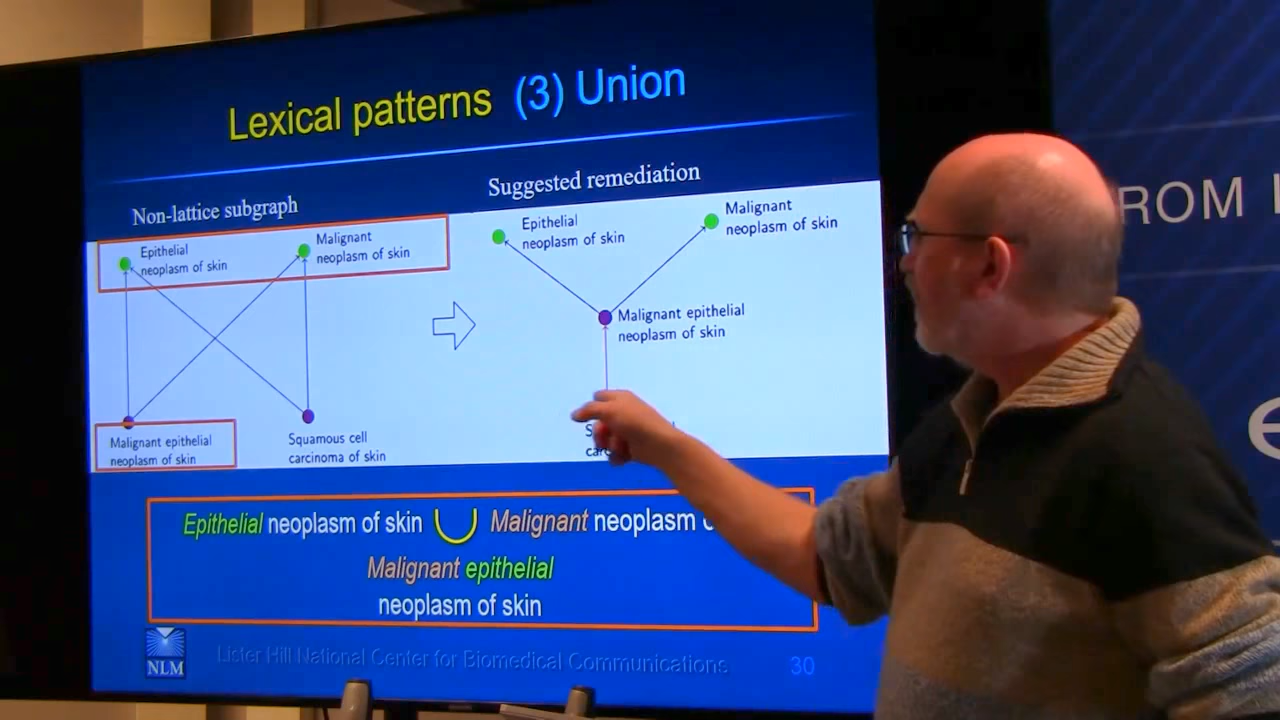 Lexical patterns (3) Union
Non-lattice subgraph
Suggested remediation
Epithelial
neoplasm of skin
Malignant
neoplasm of skin
Malignant epithelial
neoplasm of skin
Squamous cell
carcinoma of skin
Epithelial
neoplasm of skin
Malignant
neoplasm of skin
Malignant epithelial
neoplasm of skin
Epithelial neoplasm of skin Malignant neoplasm
Malignant epithelial
neoplasm of skin
NLM
Lister Hill National Center for Biomedical Communications
30
ROM